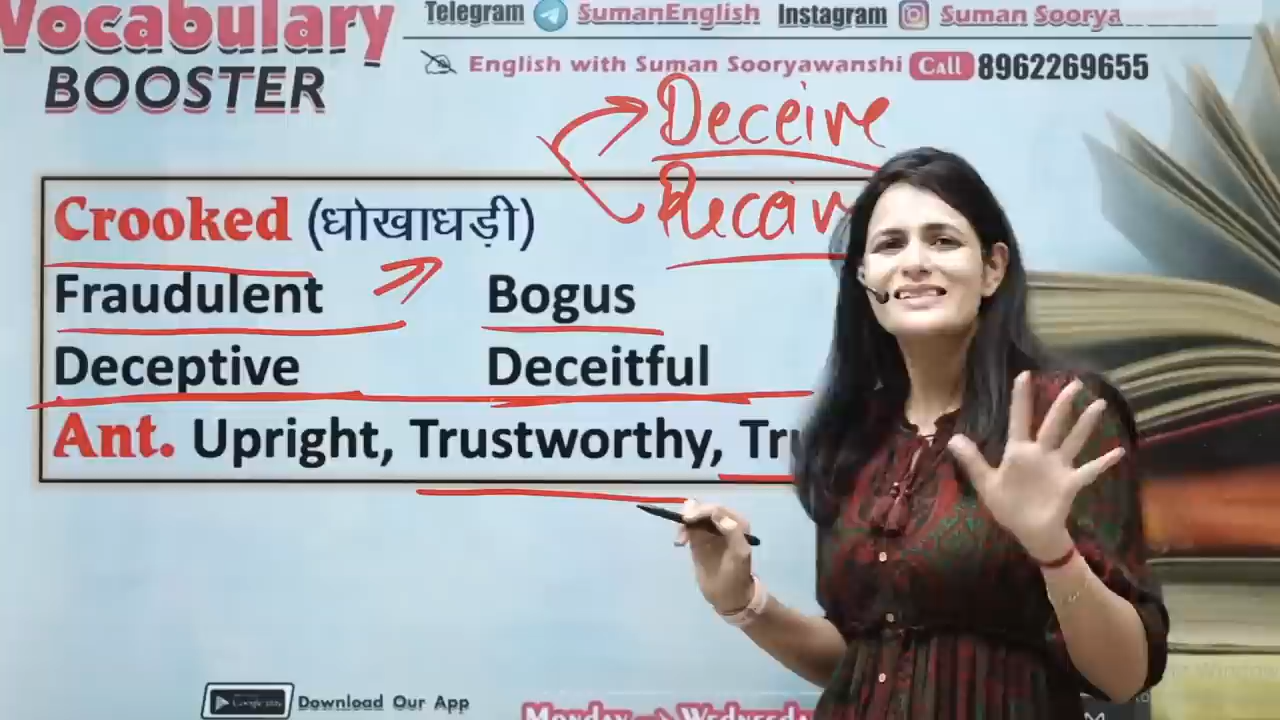 Vocabulary
BOOSTER
Telegram SumanEnglish Instagram Suman Soorya
English with Suman Sooryawanshi Call 8962269655
Deceive
Crooked (धोखाधड़ी)
Fraudulent Bogus
Deceptive Deceitful
Ant. Upright, Trustworthy,
Download Our App